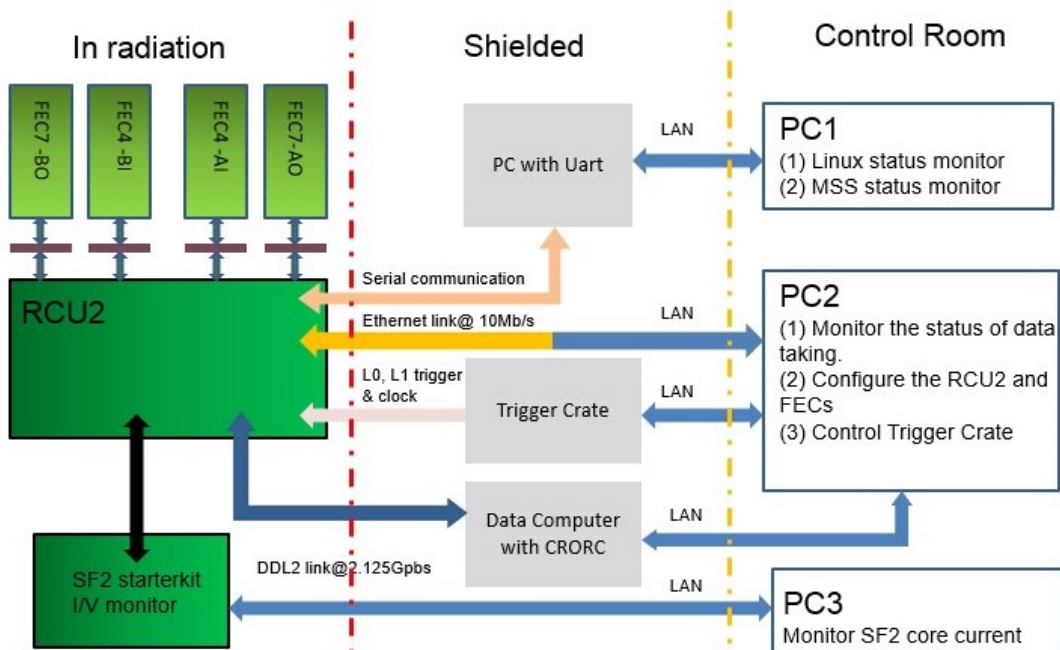 In radiation
Shielded
Control Room
FEC7 -BO
FEC4 -BI
FEC4 -AI
FEC7-AO
RCU2
PC with Uart
LAN
PC1
(1) Linux status monitor
(2) MSS status monitor
Serial communication
Ethernet link@ 10Mb/s
LAN
PC2
(1) Monitor the status of data
taking.
(2) Configure the RCU2 and
FECs
(3) Control Trigger Crate
L0, L1 trigger
& clock
Trigger Crate
LAN
Data Computer
with CRORC
LAN
DDL2 link@2.125Gpbs
SF2 starterkit
I/V monitor
LAN
PC3
Monitor SF2 core current